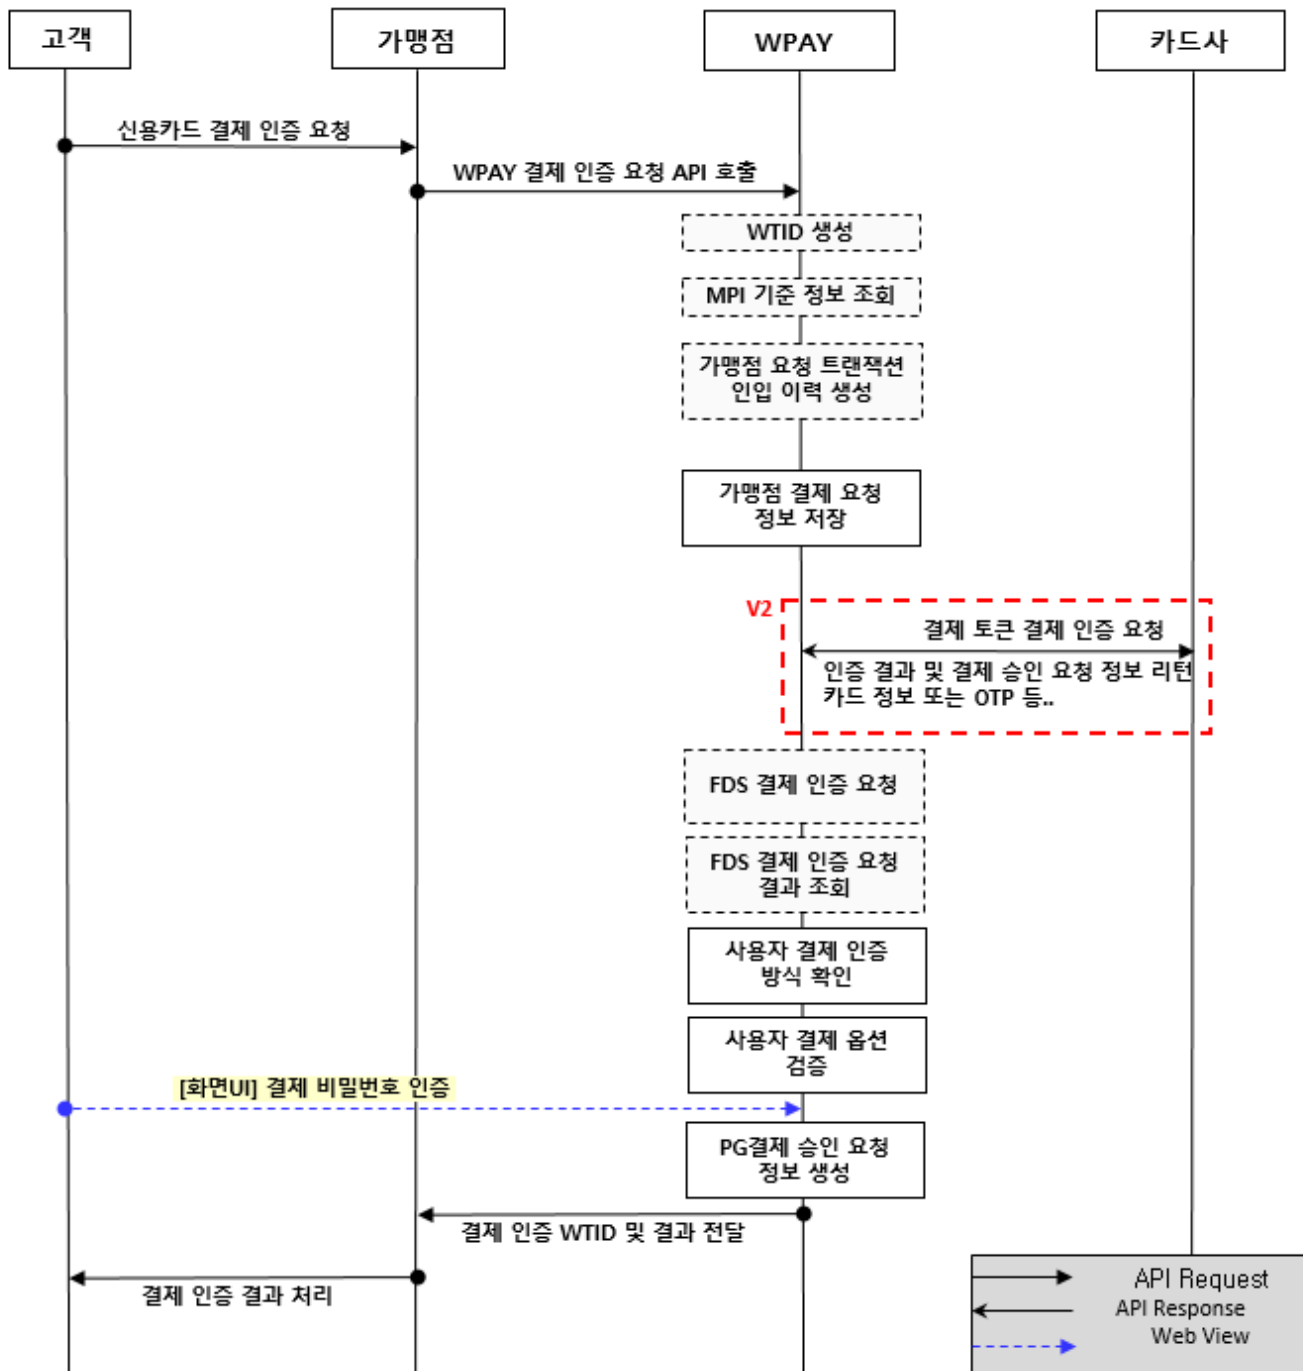 고객
가맹점
WPAY
카드사
신용카드 결제 인증 요청
WPAY 결제 인증 요청 API 호출
WTID 생성
MPI 기준 정보 조회
가맹점 요청 트랜잭션
인입 이력 생성
가맹점 결제 요청
정보 저장
V2
결제 토큰 결제 인증 요청
인증 결과 및 결제 승인 요청 정보 리턴
카드 정보 또는 OTP 등..
FDS 결제 인증 요청
FDS 결제 인증 요청
결과 조회
사용자 결제 인증
방식 확인
사용자 결제 옵션
검증
[화면UI] 결제 비밀번호 인증
PG결제 승인 요청
정보 생성
결제 인증 WTID 및 결과 전달
결제 인증 결과 처리
API Request
API Response
Web View